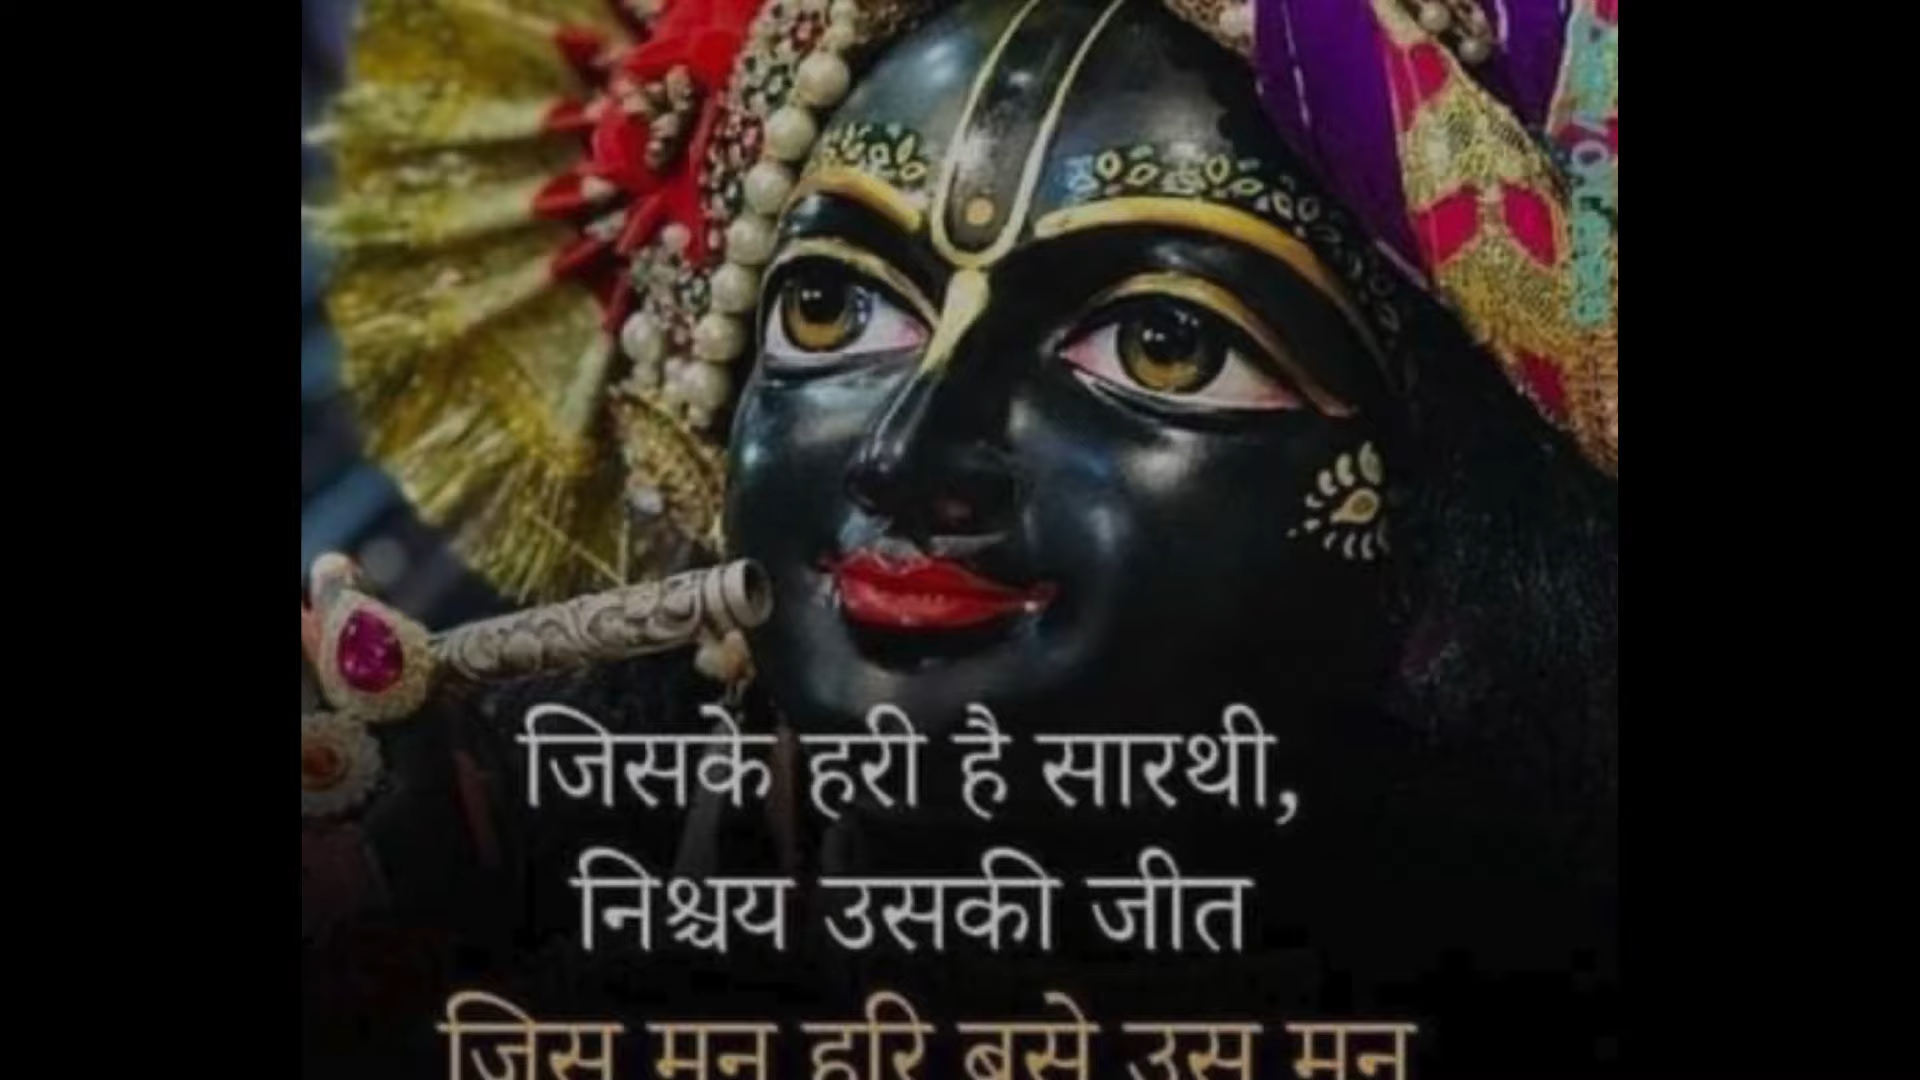 जिसके हरी है सारथी,
निश्चय उसकी जीत
जिस मन हरि बसे उस मन